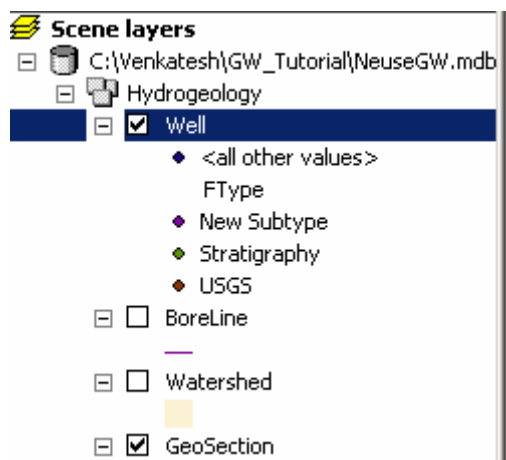 Scene layers
C:\Venkatesh\GW_Tutorial\NeuseGW.mdb
Hydrogeology
Well
<all other values>
FType
New Subtype
Stratigraphy
USGS
BoreLine
Watershed
GeoSection